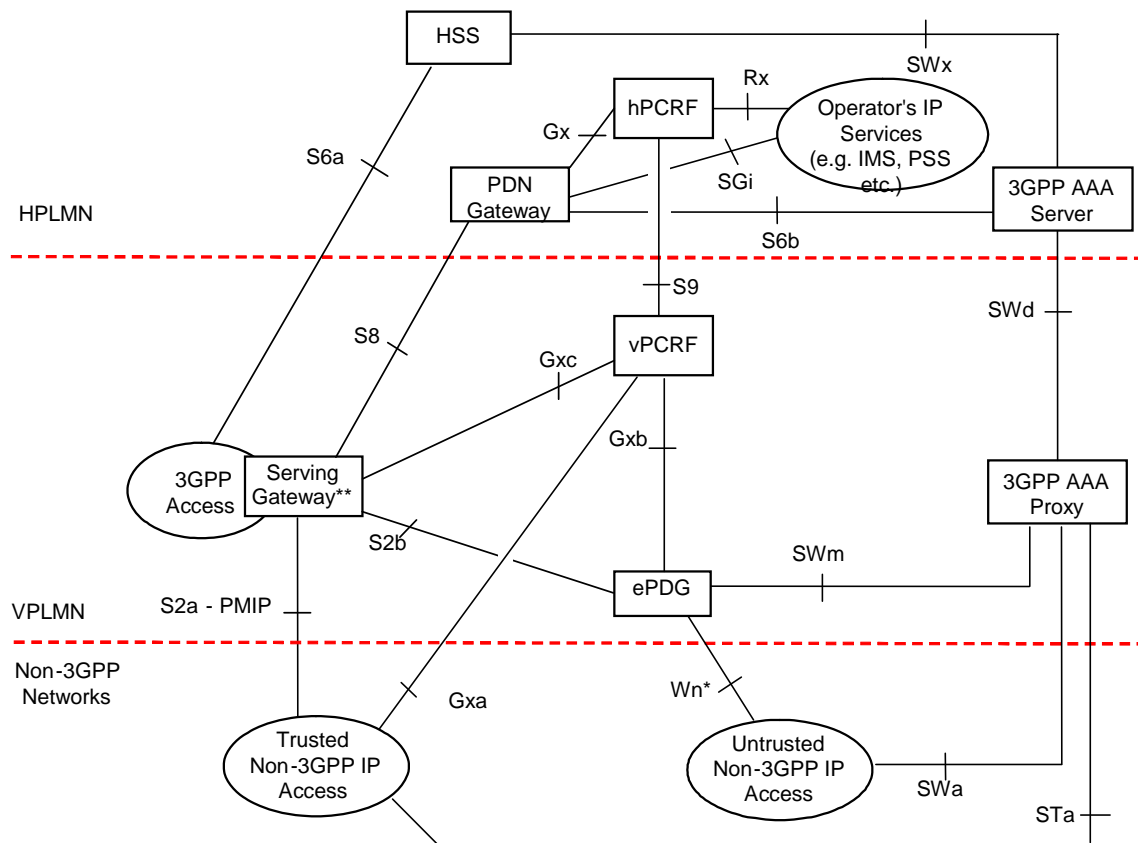 HSS
SWx
Rx
hPCRF
Operator's IP
Services
(e.g. IMS, PSS
etc.)
Gx
S6a
SGi
PDN
Gateway
3GPP AAA
Server
HPLMN
S6b
S9
SWd
S8
vPCRF
Gxc
Gxb
3GPP
Access
Serving
Gateway**
3GPP AAA
Proxy
S2b
SWm
ePDG
S2a - PMIP
VPLMN
Non-3GPP
Networks
Wn*
Gxa
Trusted
Non-3GPP IP
Access
Untrusted
Non-3GPP IP
Access
SWa
STa